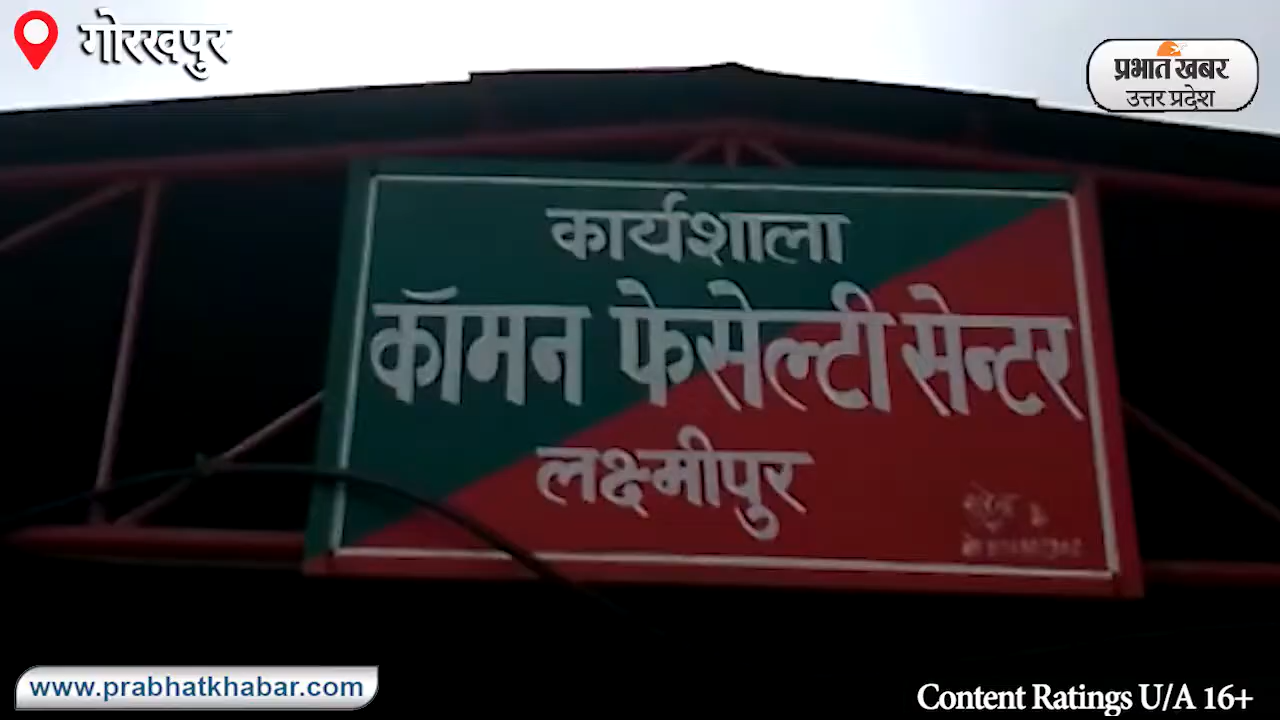 गोरखपुर
प्रभात खबर
उत्तर प्रदेश
कार्यशाला
कॉमन फेसेल्टी सेन्टर
लक्ष्मीपुर
www.prabhatkhabar.com
Content Ratings U/A 16+